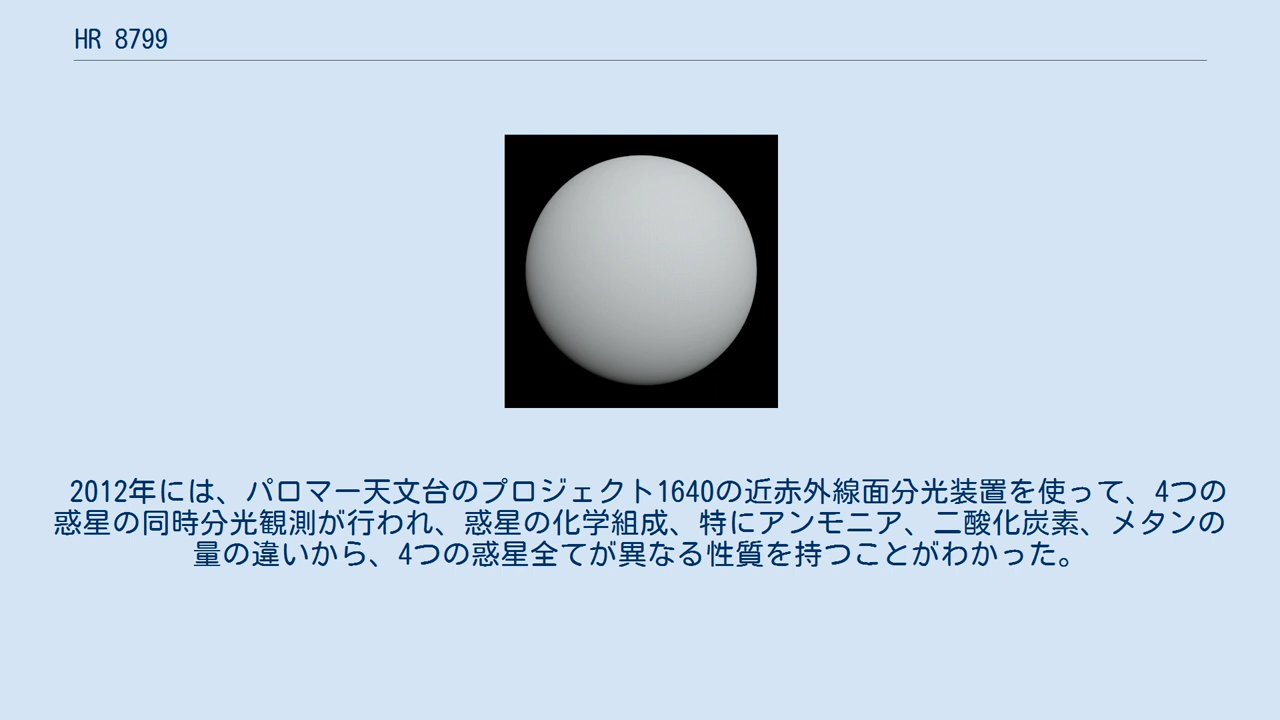 HR 8799
2012年には、パロマー天文台のプロジェクト1640の近赤外線面分光装置を使って、4つの
惑星の同時分光観測が行われ、惑星の化学組成、特にアンモニア、二酸化炭素、メタンの
量の違いから、4つの惑星全てが異なる性質を持つことがわかった。